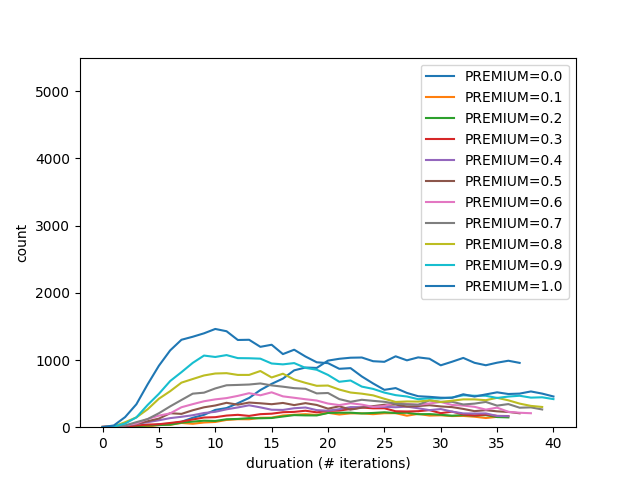 5000
4000
3000
2000
1000
0
count
0 5 10 15 20 25 30 35 40
duruation (# iterations)
PREMIUM=0.0
PREMIUM=0.1
PREMIUM=0.2
PREMIUM=0.3
PREMIUM=0.4
PREMIUM=0.5
PREMIUM=0.6
PREMIUM=0.7
PREMIUM=0.8
PREMIUM=0.9
PREMIUM=1.0